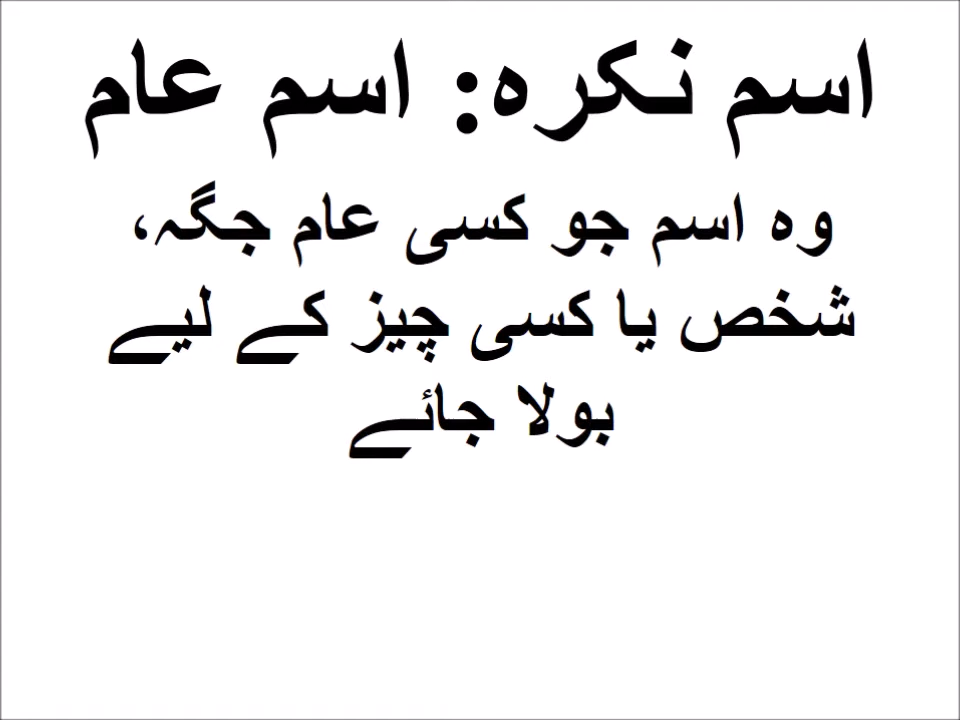 اسم نکرہ: اسم عام
وہ اسم جو کسی عام جگہ،
شخص یا کسی چیز کے لیے
بولا جائے